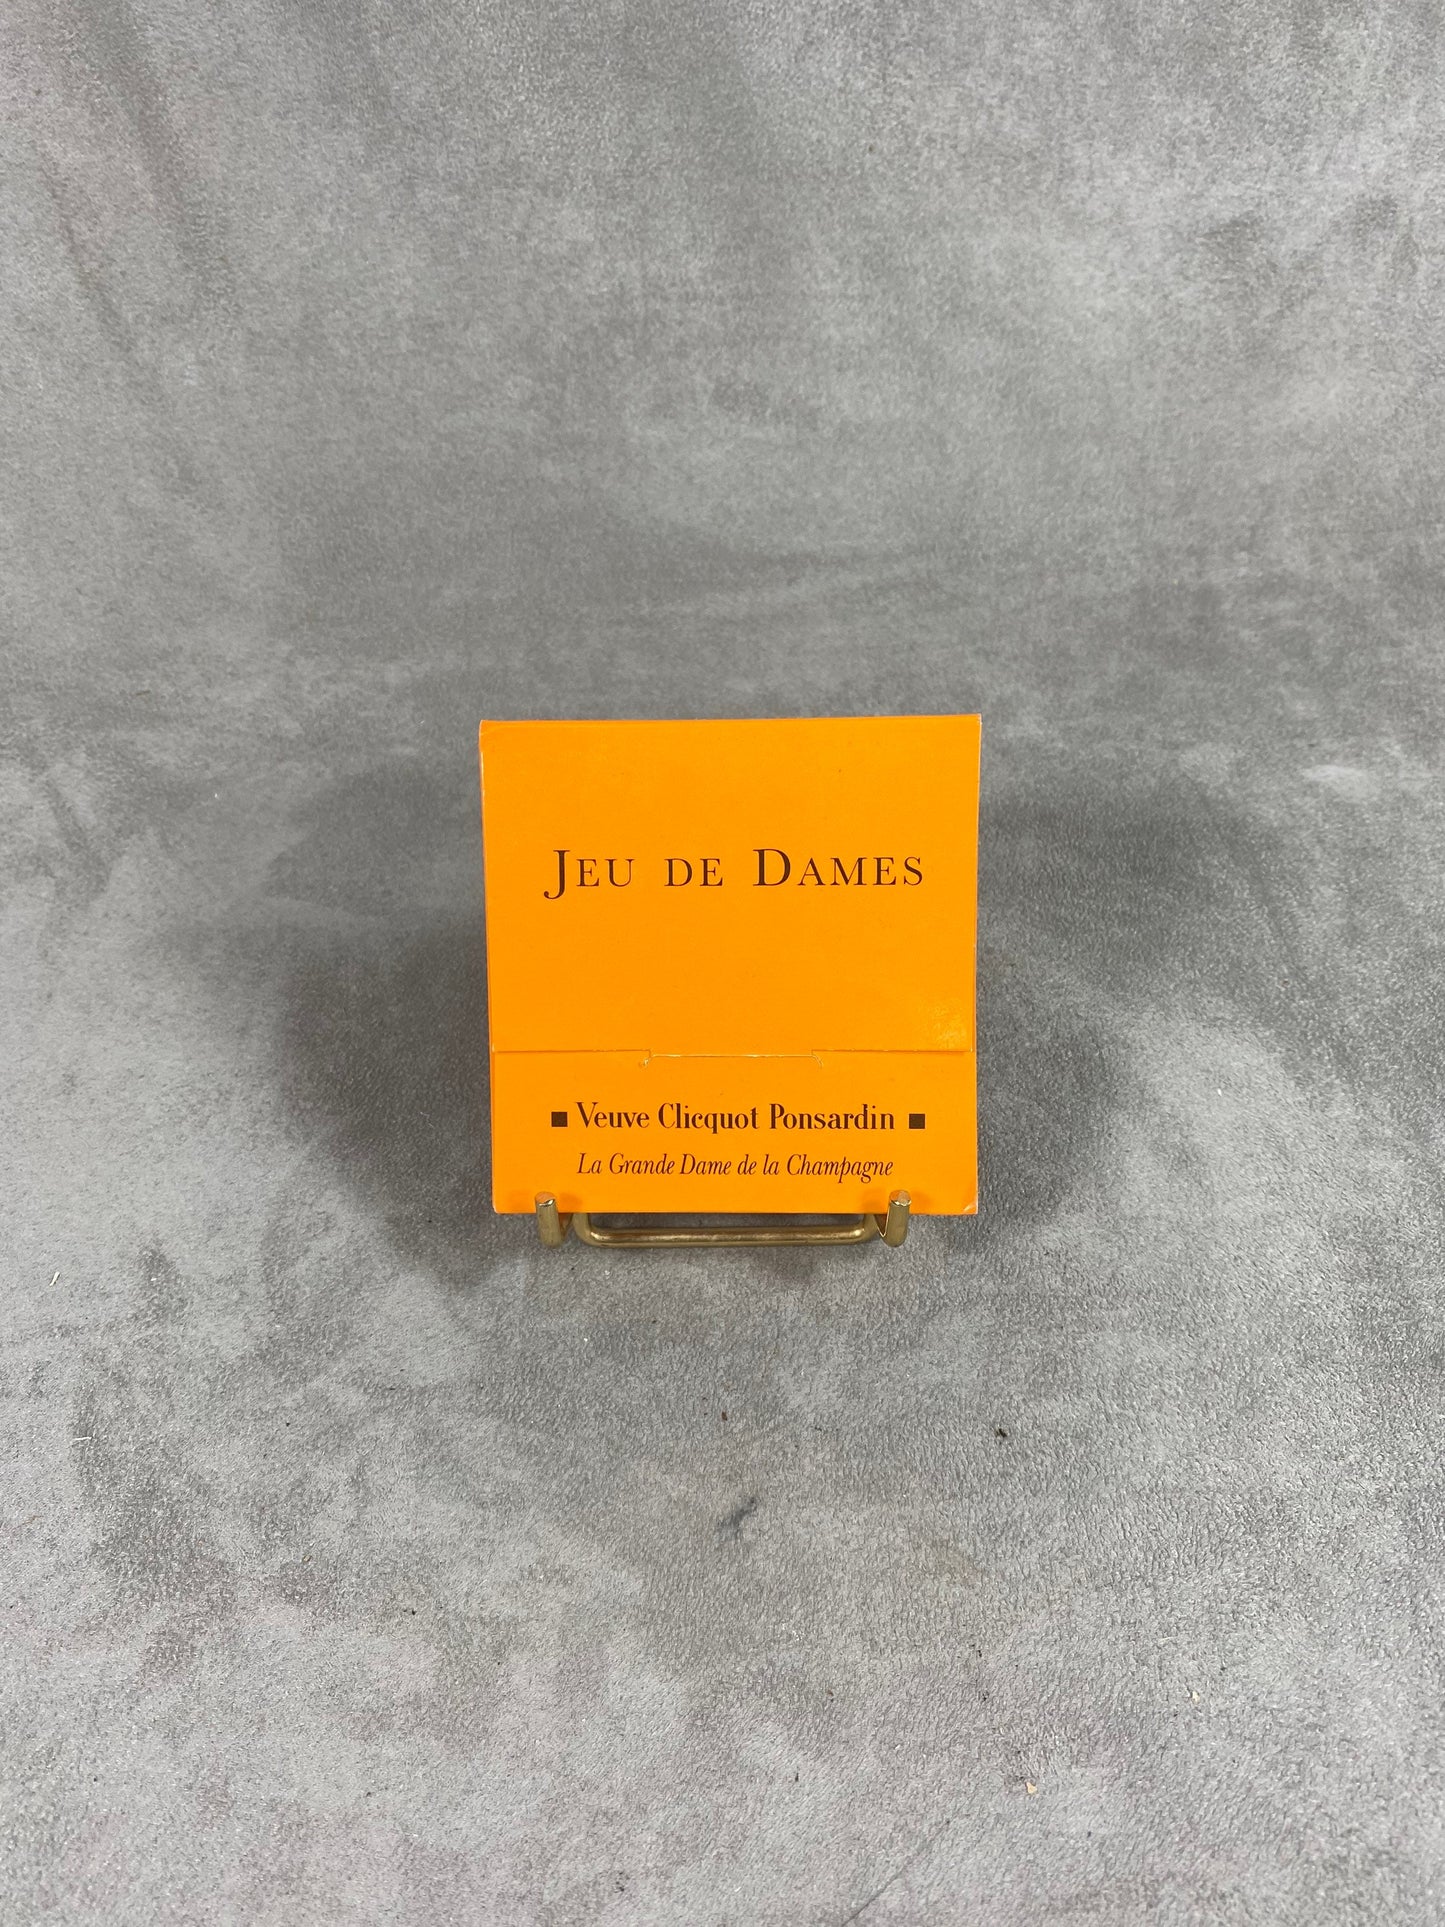 JEU DE DAMES
▪ Veuve Clicquot Ponsardin ▪
La Grande Dame de la Champagne